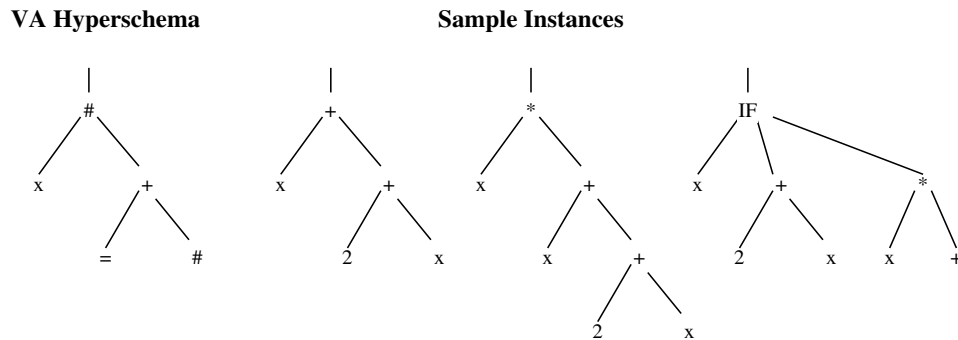 VA Hyperschema Sample Instances
# + * IF
x + x + x + x + *
= # 2 x x + 2 x x +
2 x